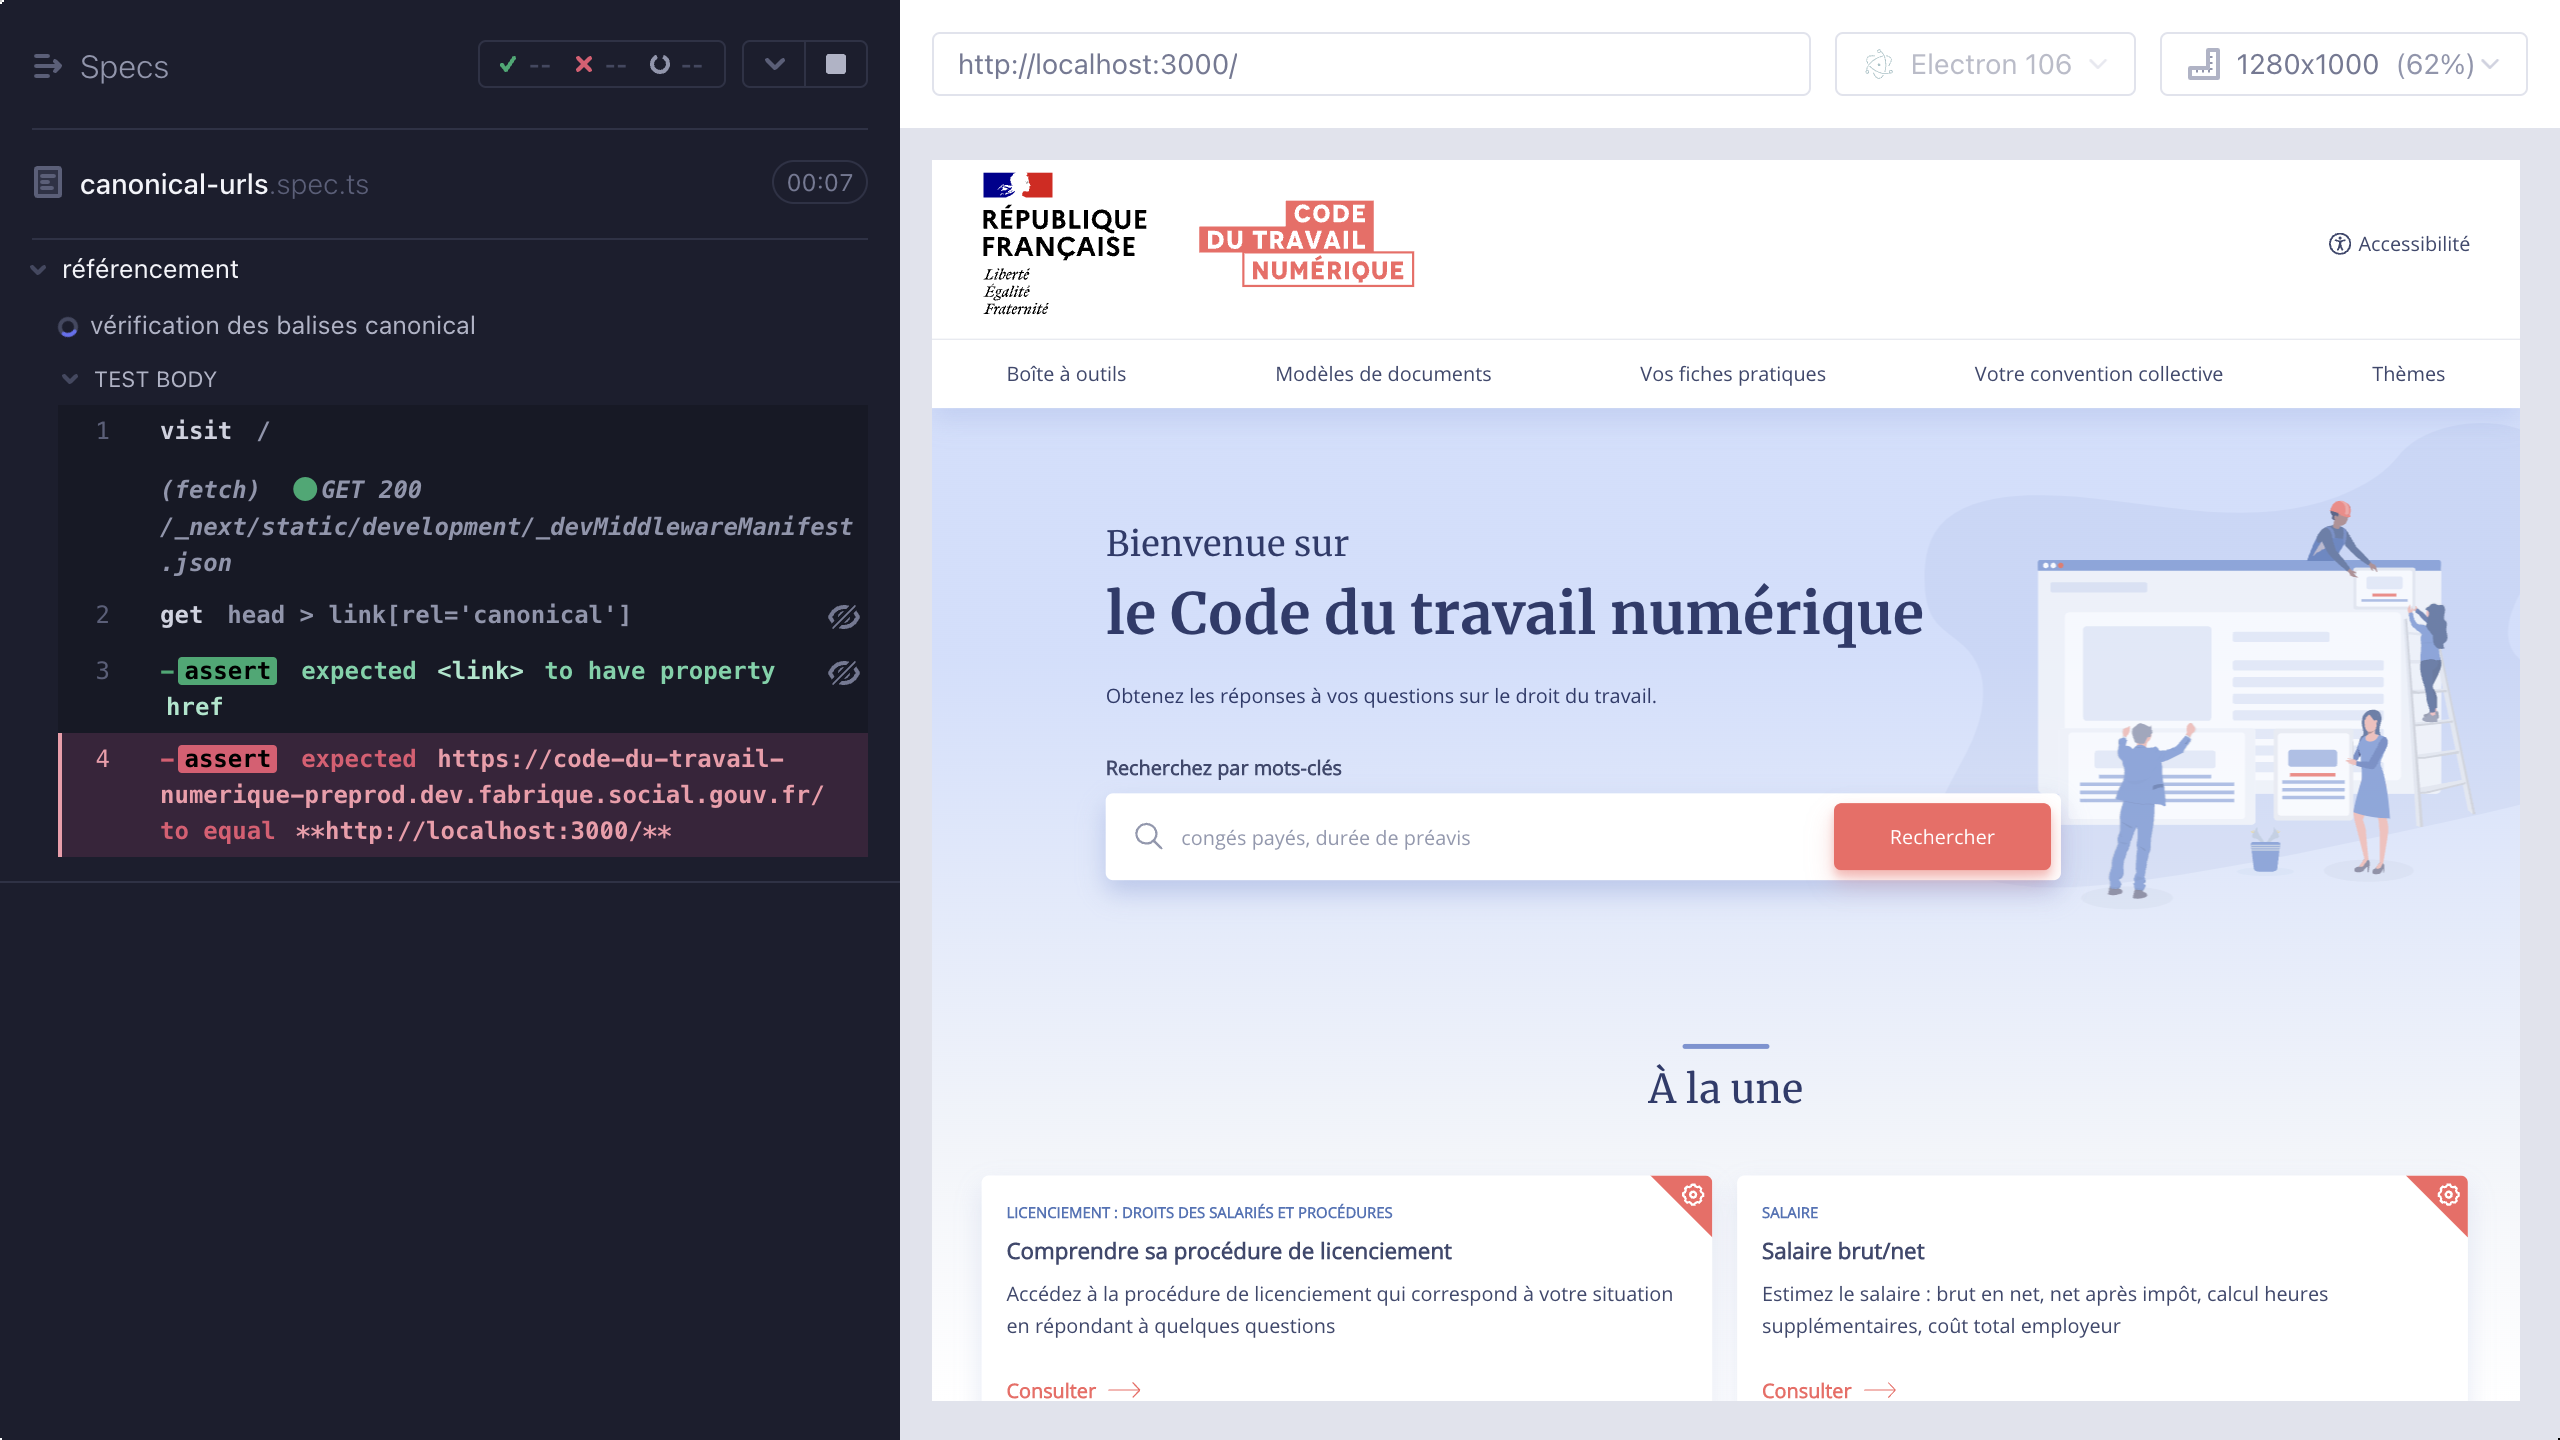 Specs
-- -- --
canonical-urls.spec.ts
00:07
référencement
vérification des balises canonical
TEST BODY
1 visit /
(fetch) GET 200
/_next/static/development/_devMiddlewareManifest
.json
2 get head > link[rel='canonical']
3 -assert expected <link> to have property
href
4 -assert expected https://code-du-travail-
numerique-preprod.dev.fabrique.social.gouv.fr/
to equal **http://localhost:3000/**
http://localhost:3000/
Electron 106
1280x1000 (62%)
RÉPUBLIQUE
FRANÇAISE
Liberté
Égalité
Fraternité
CODE
DU TRAVAIL
NUMÉRIQUE
Accessibilité
Boîte à outils
Modèles de documents
Vos fiches pratiques
Votre convention collective
Thèmes
Bienvenue sur
le Code du travail numérique
Obtenez les réponses à vos questions sur le droit du travail.
Recherchez par mots-clés
congés payés, durée de préavis
Rechercher
À la une
LICENCIEMENT : DROITS DES SALARIÉS ET PROCÉDURES
Comprendre sa procédure de licenciement
Accédez à la procédure de licenciement qui correspond à votre situation
en répondant à quelques questions
Consulter
SALAIRE
Salaire brut/net
Estimez le salaire : brut en net, net après impôt, calcul heures
supplémentaires, coût total employeur
Consulter